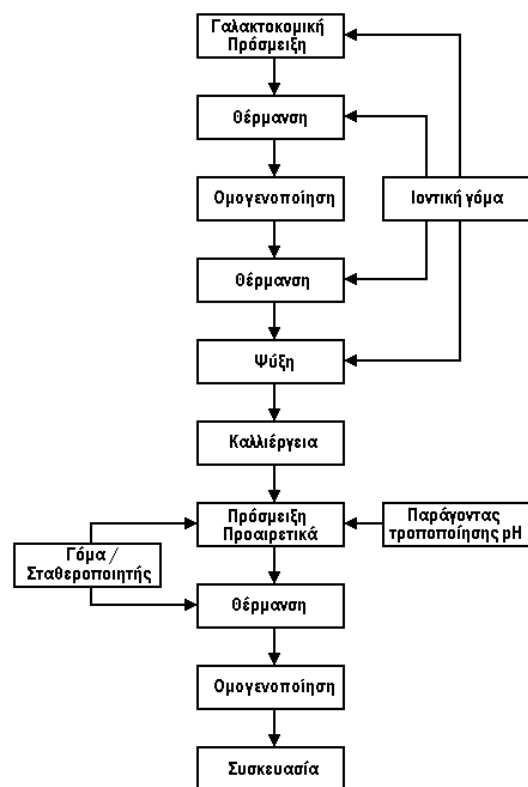 Γαλακτοκομική
Πρόσμειξη
Θέρμανση
Ομογενοποίηση
Ιοντική γόμα
Θέρμανση
Ψύξη
Καλλιέργεια
Πρόσμειξη
Προαιρετικά
Παράγοντας
τροποποίησης pH
Γόμα /
Σταθεροποιητής
Θέρμανση
Ομογενοποίηση
Συσκευασία